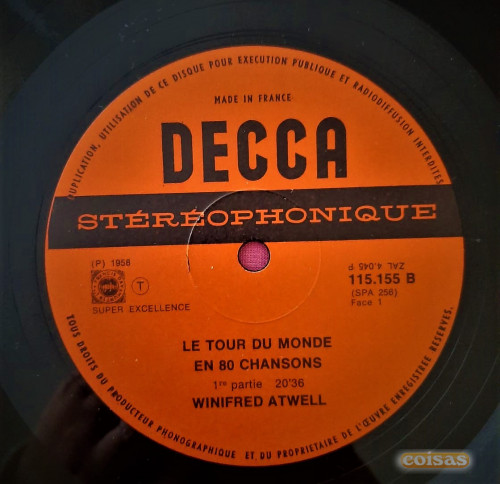 DUPLICATION, UTILISATION DE CE DISQUE POUR EXECUTION PUBLIQUE ET RADIODIFFUSION INTERDITES
MADE IN FRANCE
DECCA
STÉRÉOPHONIQUE
(P) 1958
ZAL 4.045 P
115.155 B
(SPA 256)
Face 1
T
SUPER EXCELLENCE
LE TOUR DU MONDE
EN 80 CHANSONS
1re partie 20'36
WINIFRED ATWELL
TOUS DROITS DU PRODUCTEUR PHONOGRAPHIQUE ET DU PROPRIETAIRE DE L'ŒUVRE ENREGISTREE RESERVES.
coisas